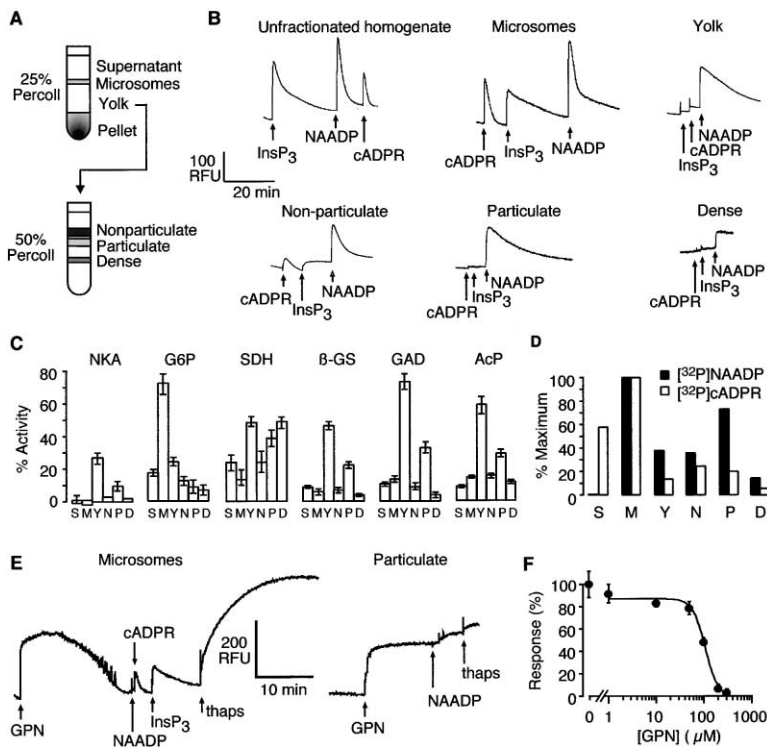 A
25%
Percoll
Supernatant
Microsomes
Yolk
Pellet
50%
Percoll
Nonparticulate
Particulate
Dense
B
Unfractionated homogenate
InsP3
NAADP
cADPR
Microsomes
cADPR
InsP3
NAADP
Yolk
NAADP
cADPR
InsP3
100
RFU
20 min
Non-particulate
cADPR
InsP3
NAADP
Particulate
cADPR
InsP3
NAADP
Dense
NAADP
InsP3
cADPR
C
NKA G6P SDH ß-GS GAD AcP
% Activity
80
60
40
20
0
SMYNPD SMYNPD SMYNPD SMYNPD SMYNPD SMYNPD
D
[32P]NAADP
[32P]cADPR
% Maximum
100
80
60
40
20
0
S M Y N P D
E
Microsomes
GPN
cADPR
NAADP
InsP3
thaps
200
RFU
10 min
Particulate
GPN
NAADP
thaps
F
Response (%)
120
100
80
60
40
20
0
0 1 10 100 1000
[GPN] ( µM)